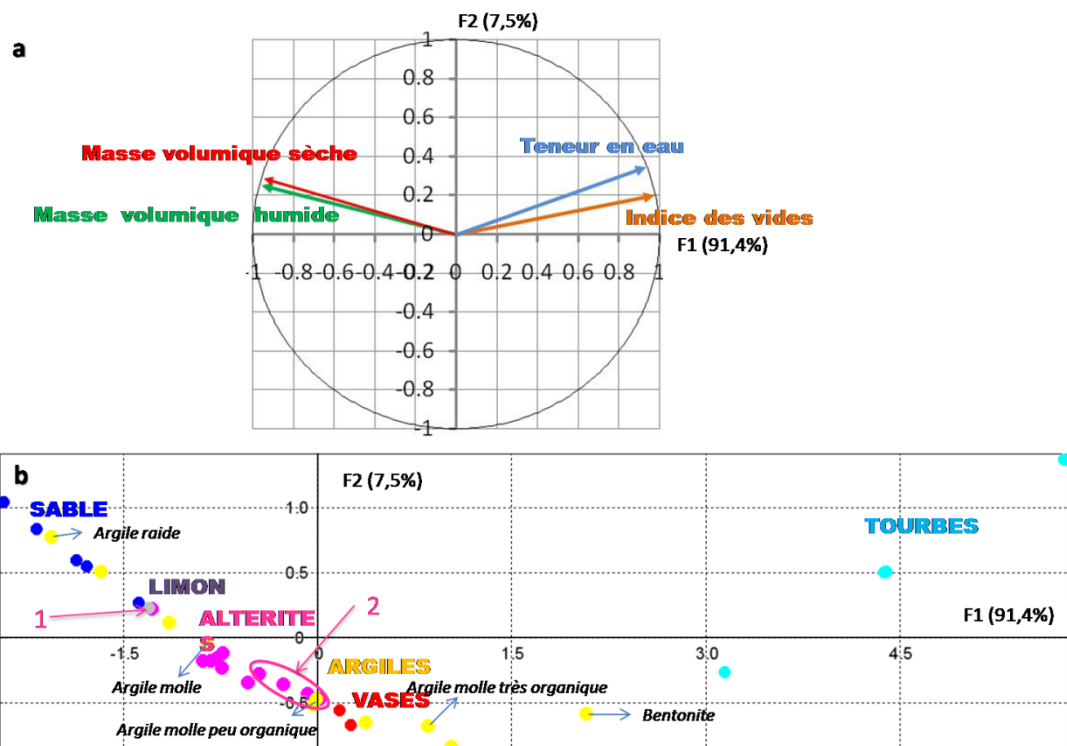 a
F2 (7,5%)
1
0.8
0.6
Masse volumique sèche
Teneur en eau
0.4
Masse volumique humide
0.2
Indice des vides
0
F1 (91,4%)
-1 -0.8 -0.6 -0.4 -0.2 0 0.2 0.4 0.6 0.8 1
-0.2
-0.4
-0.6
-0.8
-1
b
F2 (7,5%)
SABLE
1.0
Argile raide
TOURBES
0.5
LIMON
1
ALTERITE
S
2
F1 (91,4%)
0
-1.5 0 1.5 3.0 4.5
ARGILES
Argile molle
Argile molle très organique
-0.5
VASES
Bentonite
Argile molle peu organique